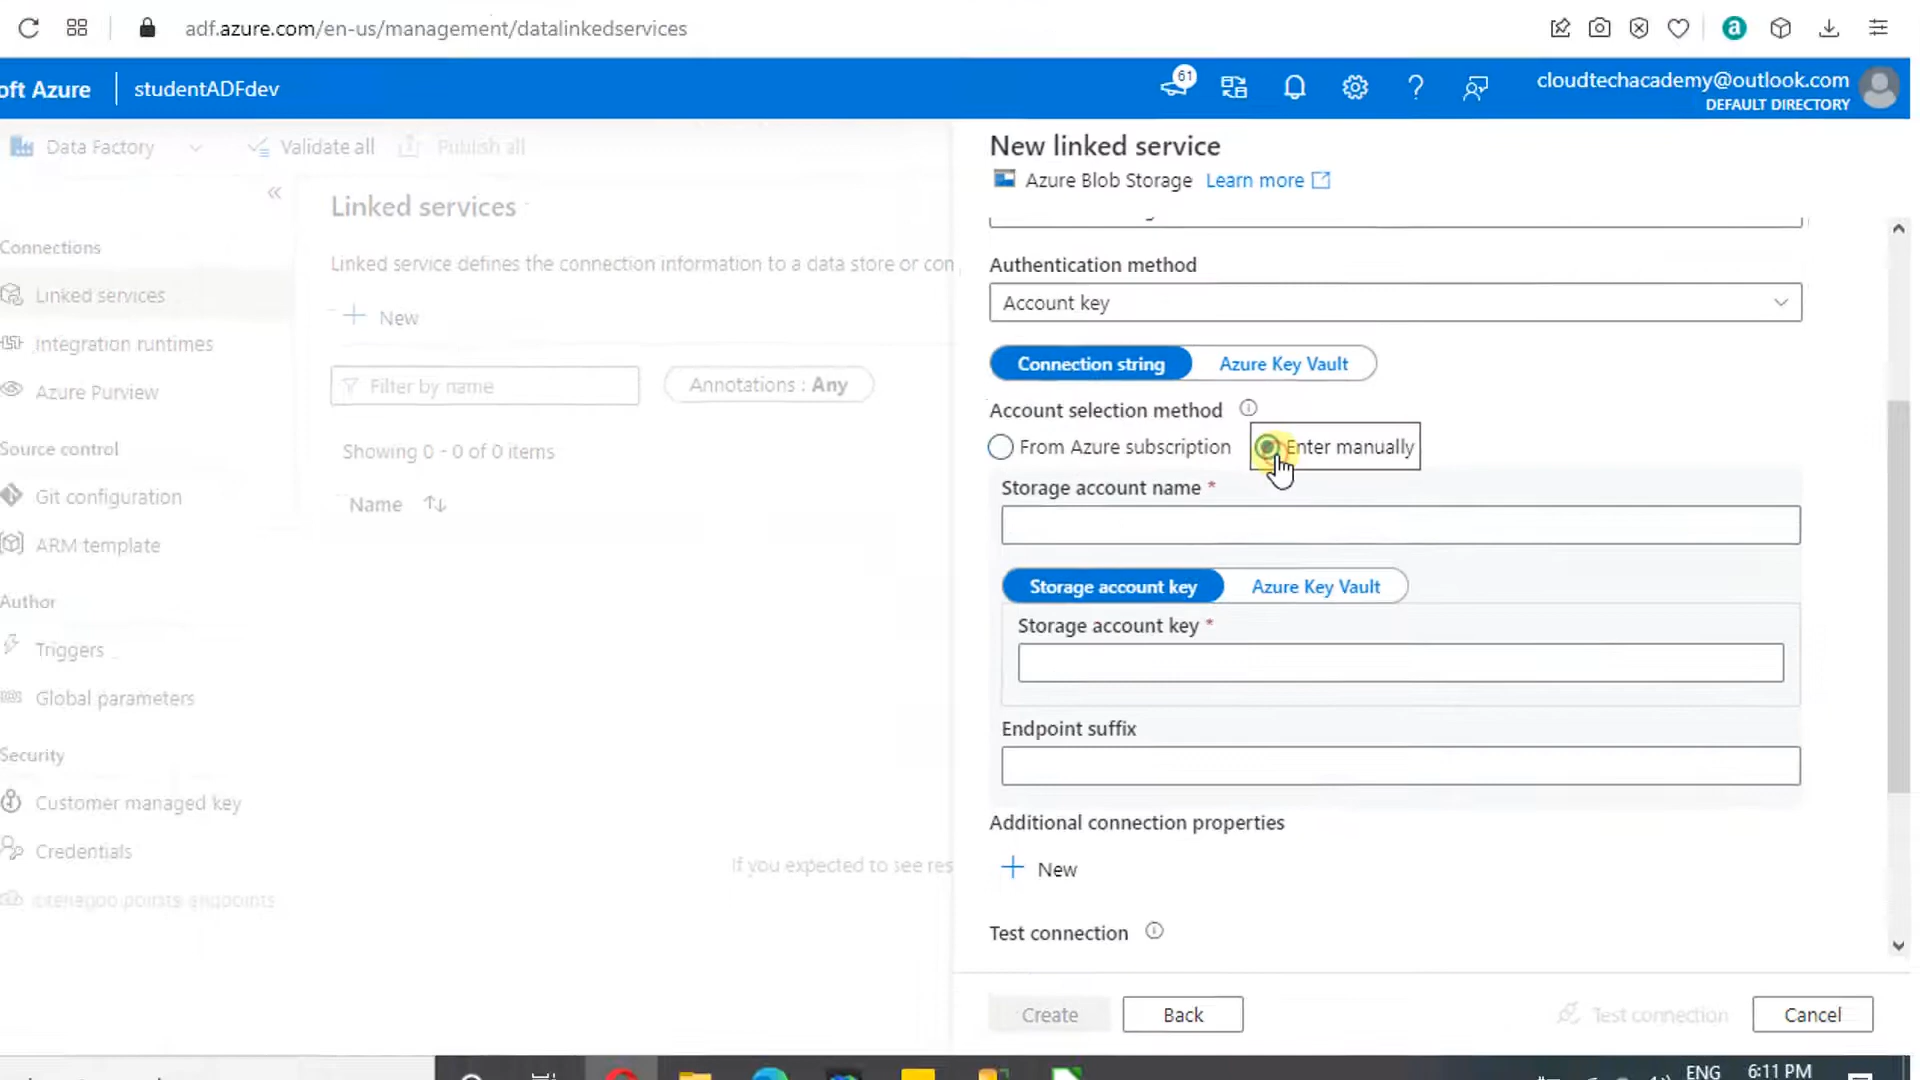 adf.azure.com/en-us/management/datalinkedservices
oft Azure
studentADFdev
61
cloudtechacademy@outlook.com
DEFAULT DIRECTORY
Data Factory
Validate all
Publish all
Connections
Linked services
Integration runtimes
Azure Purview
Source control
Git configuration
ARM template
Author
Triggers
Global parameters
Security
Customer managed key
Credentials
Linked services
Linked service defines the connection information to a data store or con
New
Filter by name
Annotations : Any
Showing 0 - 0 of 0 items
Name
If you expected to see res
New linked service
Azure Blob Storage Learn more
Authentication method
Account key
Connection string
Azure Key Vault
Account selection method
From Azure subscription
Enter manually
Storage account name *
Storage account key
Azure Key Vault
Storage account key *
Endpoint suffix
Additional connection properties
New
Test connection
Create
Back
Test connection
Cancel
ENG
6:11 PM